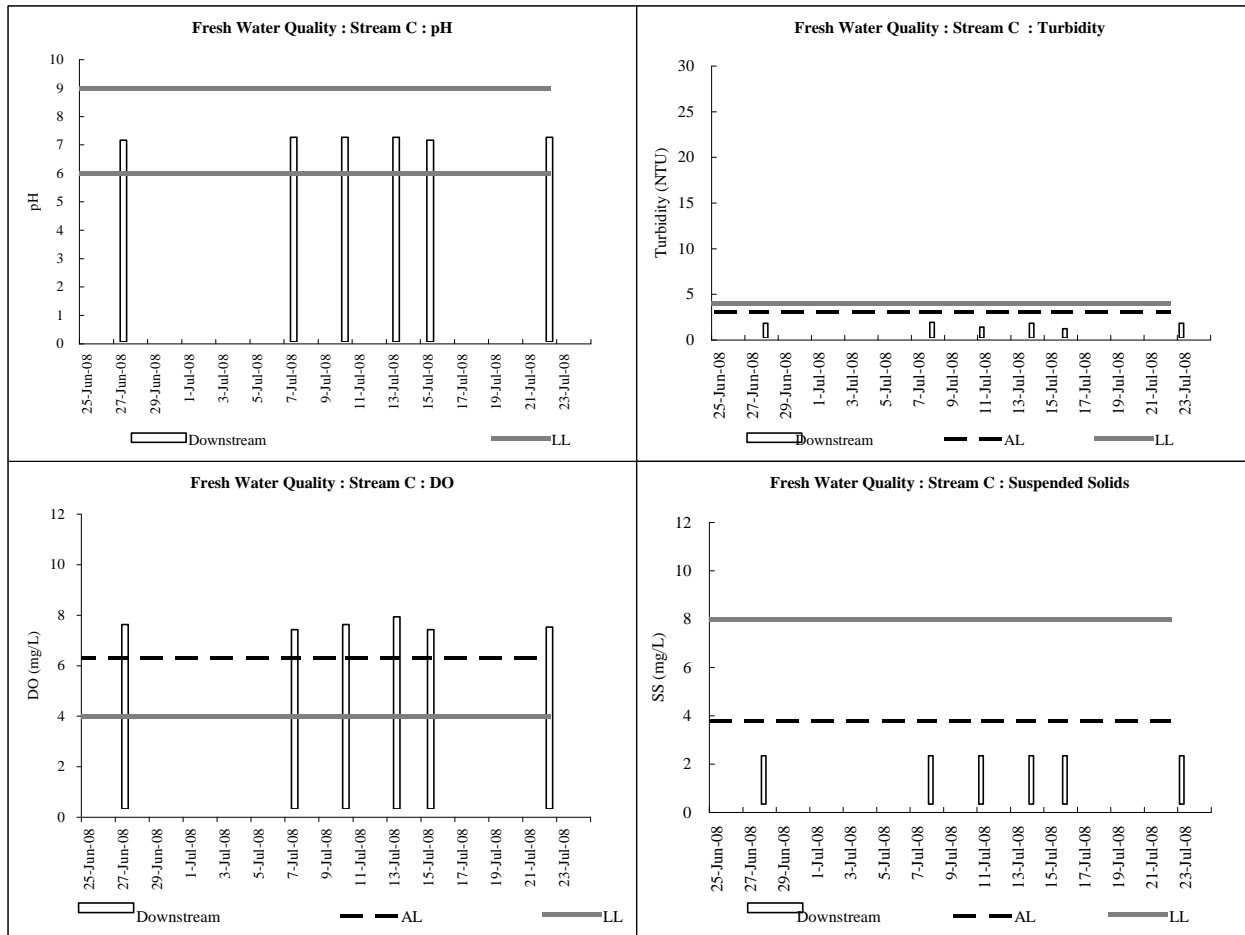 Fresh Water Quality : Stream C : pH
10
9
8
7
6
5
4
3
2
1
0
pH
25-Jun-08
27-Jun-08
29-Jun-08
1-Jul-08
3-Jul-08
5-Jul-08
7-Jul-08
9-Jul-08
11-Jul-08
13-Jul-08
15-Jul-08
17-Jul-08
19-Jul-08
21-Jul-08
23-Jul-08
Downstream LL
Fresh Water Quality : Stream C : Turbidity
30
25
20
15
10
5
0
Turbidity (NTU)
25-Jun-08
27-Jun-08
29-Jun-08
1-Jul-08
3-Jul-08
5-Jul-08
7-Jul-08
9-Jul-08
11-Jul-08
13-Jul-08
15-Jul-08
17-Jul-08
19-Jul-08
21-Jul-08
23-Jul-08
Downstream AL LL
Fresh Water Quality : Stream C : DO
12
10
8
6
4
2
0
DO (mg/L)
25-Jun-08
27-Jun-08
29-Jun-08
1-Jul-08
3-Jul-08
5-Jul-08
7-Jul-08
9-Jul-08
11-Jul-08
13-Jul-08
15-Jul-08
17-Jul-08
19-Jul-08
21-Jul-08
23-Jul-08
Downstream AL LL
Fresh Water Quality : Stream C : Suspended Solids
12
10
8
6
4
2
0
SS (mg/L)
25-Jun-08
27-Jun-08
29-Jun-08
1-Jul-08
3-Jul-08
5-Jul-08
7-Jul-08
9-Jul-08
11-Jul-08
13-Jul-08
15-Jul-08
17-Jul-08
19-Jul-08
21-Jul-08
23-Jul-08
Downstream AL LL